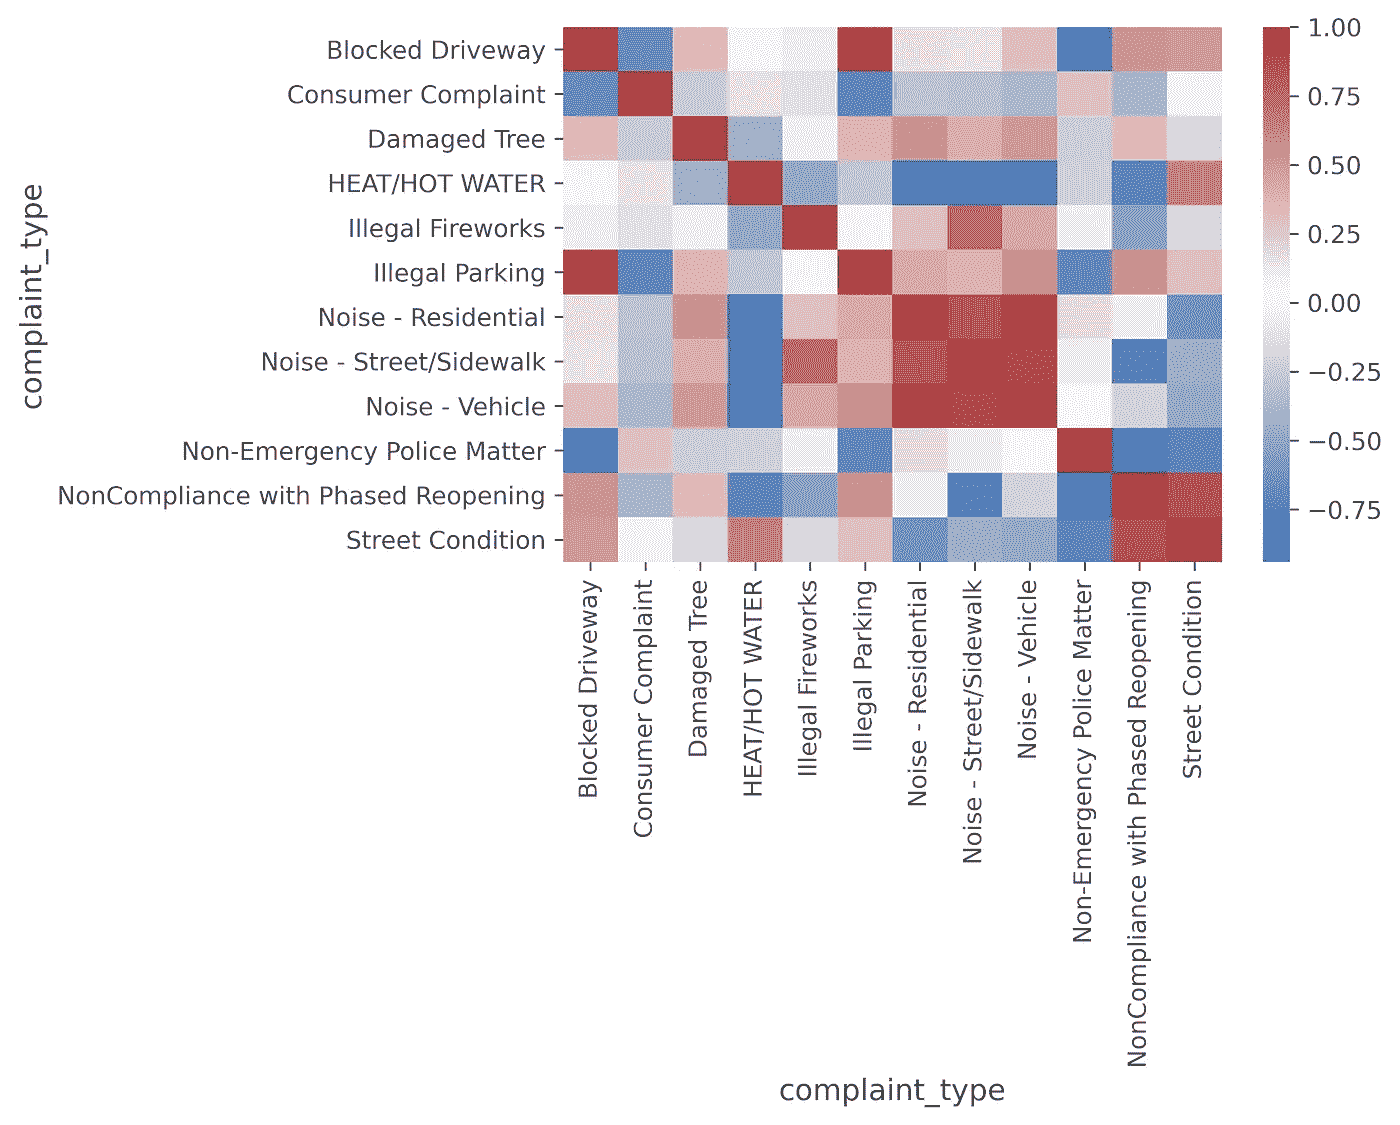 complaint_type
Blocked Driveway
Consumer Complaint
Damaged Tree
HEAT/HOT WATER
Illegal Fireworks
Illegal Parking
Noise - Residential
Noise - Street/Sidewalk
Noise - Vehicle
Non-Emergency Police Matter
NonCompliance with Phased Reopening
Street Condition
Blocked Driveway
Consumer Complaint
Damaged Tree
HEAT/HOT WATER
Illegal Fireworks
Illegal Parking
Noise - Residential
Noise - Street/Sidewalk
Noise - Vehicle
Non-Emergency Police Matter
NonCompliance with Phased Reopening
Street Condition
complaint_type
1.00
0.75
0.50
0.25
0.00
−0.25
−0.50
−0.75